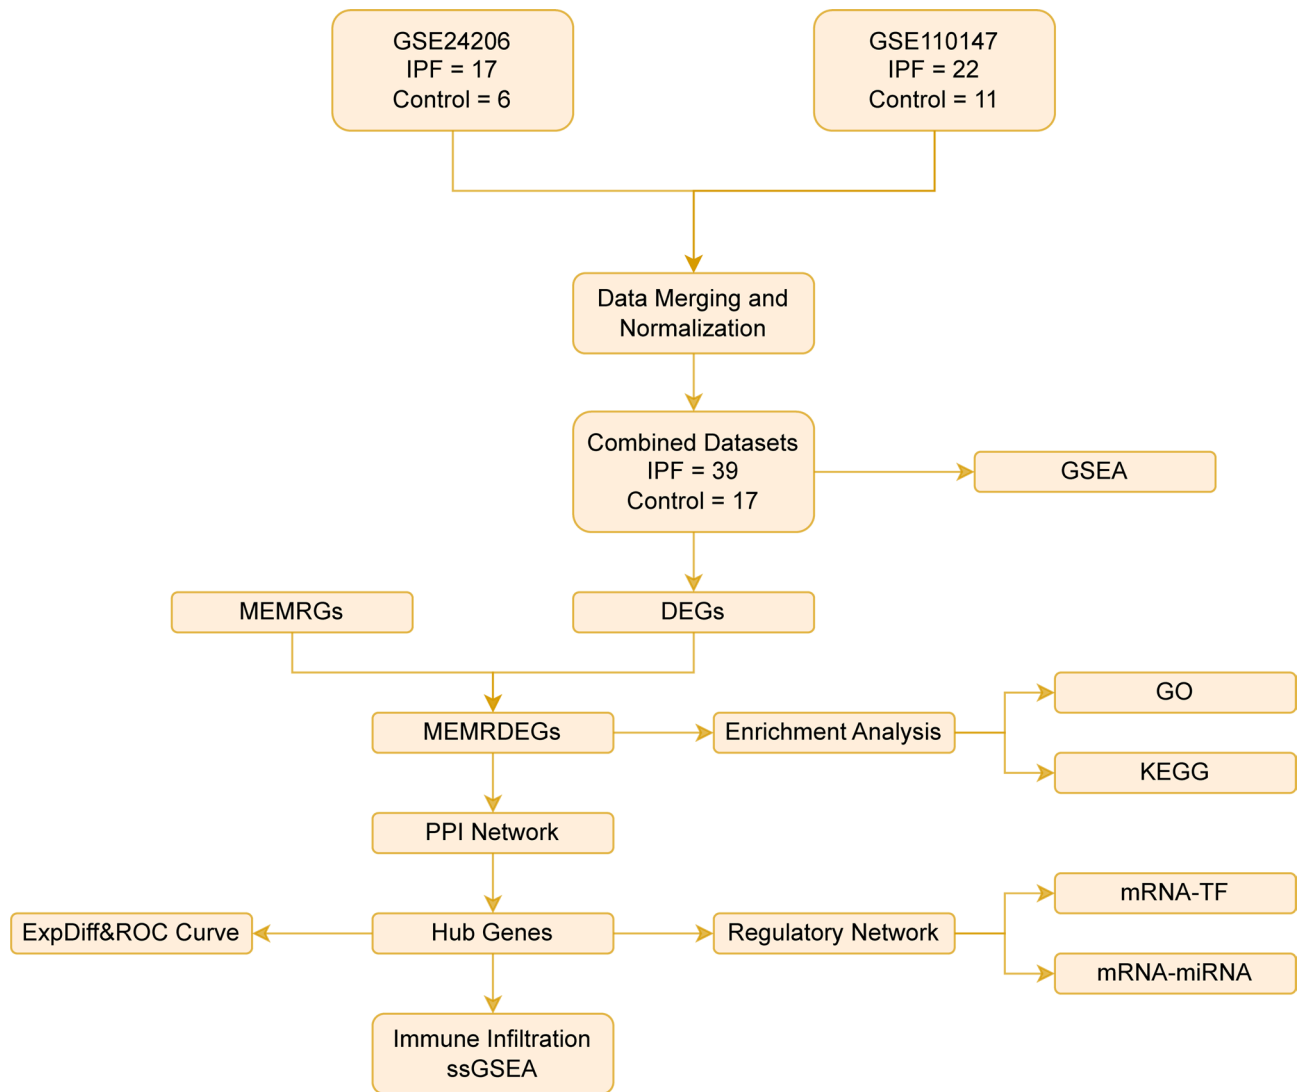 GSE24206
IPF = 17
Control = 6
GSE110147
IPF = 22
Control = 11
Data Merging and
Normalization
Combined Datasets
IPF = 39
Control = 17
GSEA
MEMRGs
DEGs
MEMRDEGs
Enrichment Analysis
GO
KEGG
PPI Network
ExpDiff&ROC Curve
Hub Genes
Regulatory Network
mRNA-TF
mRNA-miRNA
Immune Infiltration
ssGSEA